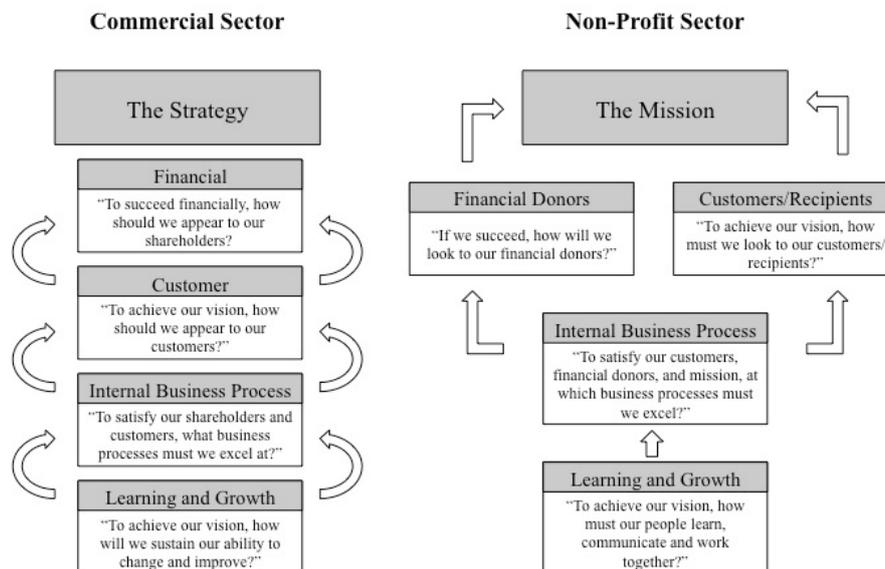 Commercial Sector
The Strategy
Financial
“To succeed financially, how
should we appear to our
shareholders?
Customer
“To achieve our vision, how
should we appear to our
customers?”
Internal Business Process
“To satisfy our shareholders and
customers, what business
processes must we excel at?”
Learning and Growth
“To achieve our vision, how
will we sustain our ability to
change and improve?”
Non-Profit Sector
The Mission
Financial Donors
“If we succeed, how will we
look to our financial donors?”
Customers/Recipients
“To achieve our vision, how
must we look to our customers/
recipients?”
Internal Business Process
“To satisfy our customers,
financial donors, and mission, at
which business processes must
we excel?”
Learning and Growth
“To achieve our vision, how
must our people learn,
communicate and work
together?”